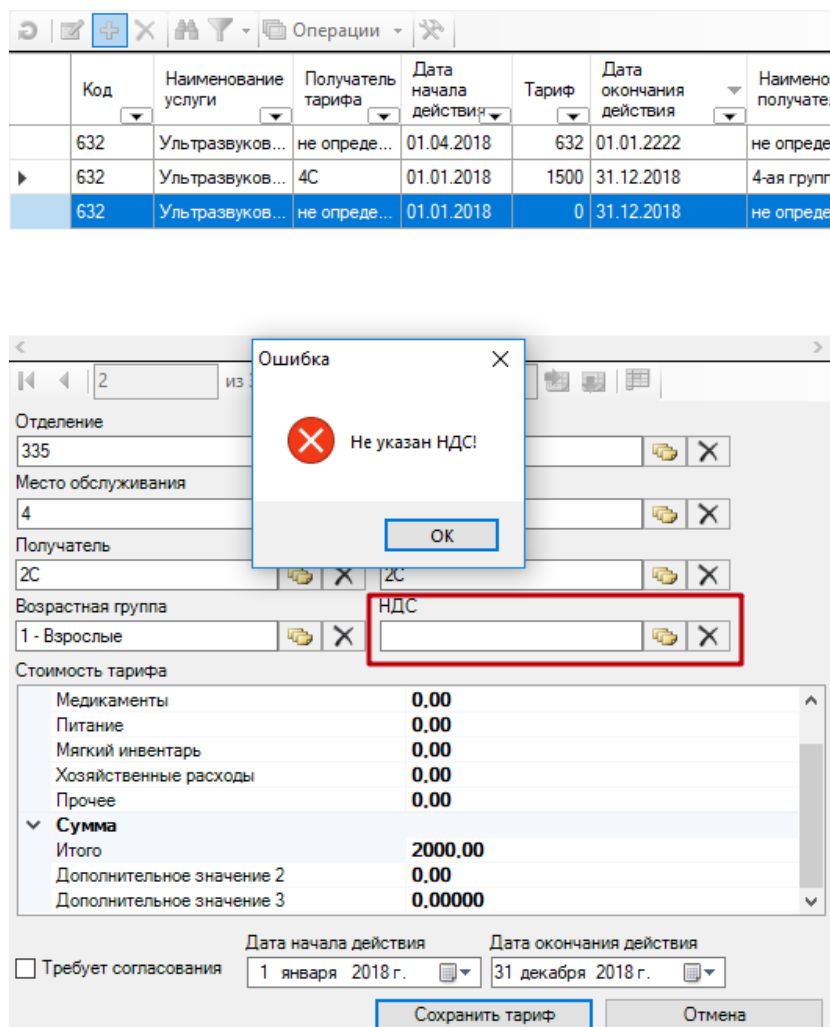 Операции
Код Наименование услуги Получатель тарифа Дата начала действия Тариф Дата окончания действия Наимено получате
632 Ультразвуков... не опреде... 01.04.2018 632 01.01.2222 не опреде
632 Ультразвуков... 4С 01.01.2018 1500 31.12.2018 4-ая групп
632 Ультразвуков... не опреде... 01.01.2018 0 31.12.2018 не опреде
Ошибка
2 из
Не указан НДС!
ОК
Отделение
335
Место обслуживания
4
Получатель
2С 2С
Возрастная группа НДС
1 - Взрослые
Стоимость тарифа
Медикаменты 0,00
Питание 0,00
Мягкий инвентарь 0,00
Хозяйственные расходы 0,00
Прочее 0,00
Сумма
Итого 2000,00
Дополнительное значение 2 0,00
Дополнительное значение 3 0,00000
Дата начала действия Дата окончания действия
Требует согласования 1 января 2018 г. 31 декабря 2018 г.
Сохранить тариф Отмена